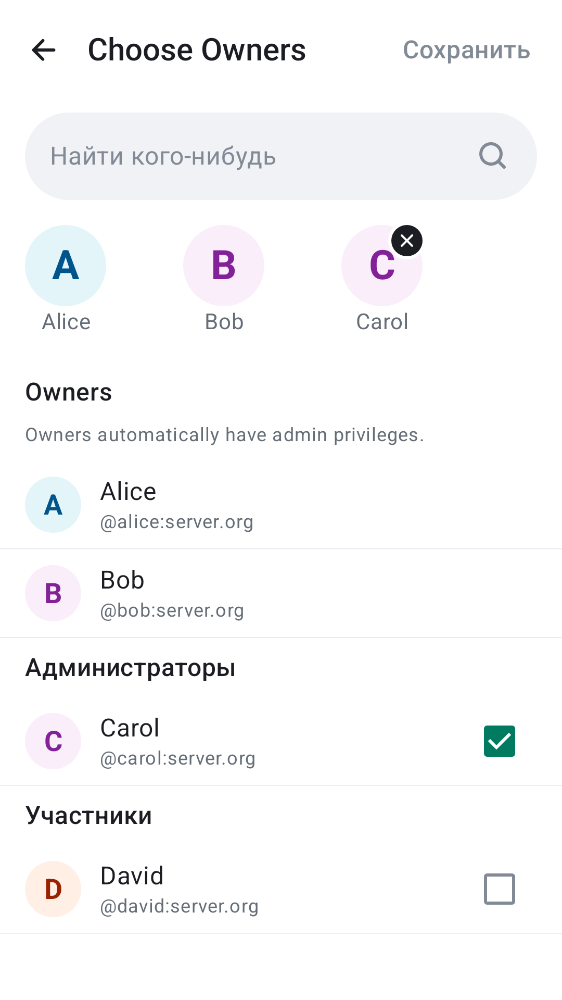 Choose Owners
Сохранить
Найти кого-нибудь
A
B
C
Alice
Bob
Carol
Owners
Owners automatically have admin privileges.
A
Alice
@alice:server.org
B
Bob
@bob:server.org
Администраторы
C
Carol
@carol:server.org
Участники
D
David
@david:server.org